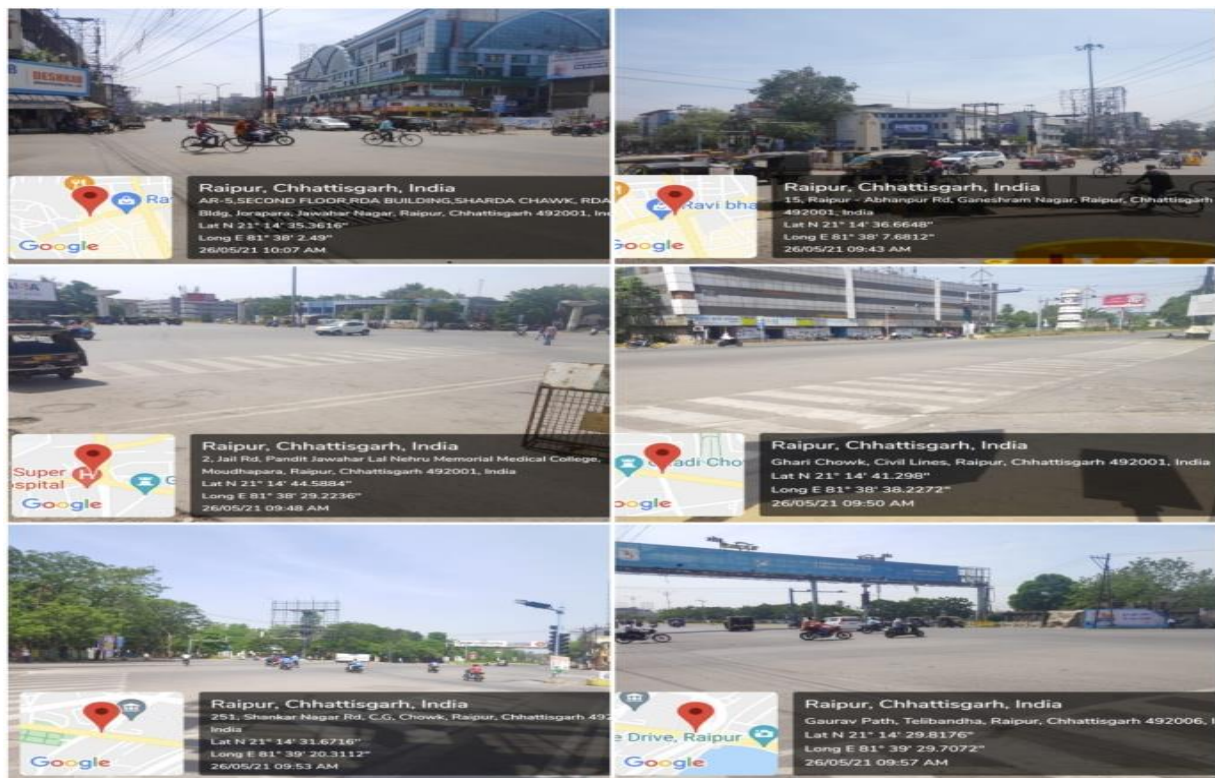 DESHKAR
Ra
Google
Raipur, Chhattisgarh, India
AR-5,SECOND FLOOR,RDA BUILDING,SHARDA CHAWK, RDA
Bldg, Jorapara, Jawahar Nagar, Raipur, Chhattisgarh 492001, In
Lat N 21° 14' 35.3616"
Long E 81° 38' 2.49"
26/05/21 10:07 AM
Ravi bha
Google
Raipur, Chhattisgarh, India
15, Raipur - Abhanpur Rd, Ganeshram Nagar, Raipur, Chhattisgarh
492001, India
Lat N 21° 14' 36.6648"
Long E 81° 38' 7.6812"
26/05/21 09:43 AM
Super
ospital
G
Google
Raipur, Chhattisgarh, India
2, Jail Rd, Pandit Jawahar Lal Nehru Memorial Medical College,
Moudhapara, Raipur, Chhattisgarh 492001, India
Lat N 21° 14' 44.5884"
Long E 81° 38' 29.2236"
26/05/21 09:48 AM
adi Cho
oogle
Raipur, Chhattisgarh, India
Ghari Chowk, Civil Lines, Raipur, Chhattisgarh 492001, India
Lat N 21° 14' 41.298"
Long E 81° 38' 38.2272"
26/05/21 09:50 AM
Google
Raipur, Chhattisgarh, India
251, Shankar Nagar Rd, C.G. Chowk, Raipur, Chhattisgarh 492
India
Lat N 21° 14' 31.6716"
Long E 81° 39' 20.3112"
26/05/21 09:53 AM
e Drive, Raipur
Google
Raipur, Chhattisgarh, India
Gaurav Path, Telibandha, Raipur, Chhattisgarh 492006, I
Lat N 21° 14' 29.8176"
Long E 81° 39' 29.7072"
26/05/21 09:57 AM